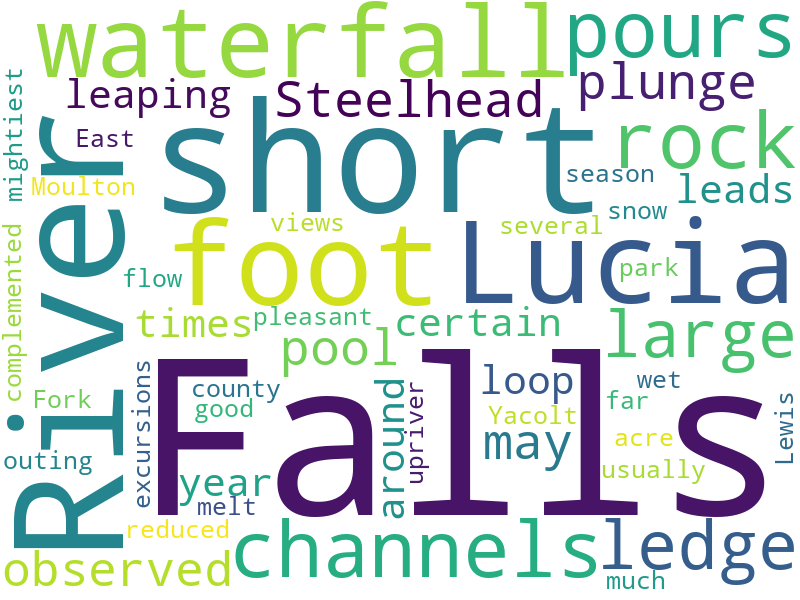 waterfall
pours
leaping
Steelhead
plunge
mightiest
East
short
rock
River
Moulton
season
leads
snow
views
several
foot
Lucia
complemented
flow
park
times
pleasant
certain
large
pool
Falls
excursions
county
around
upriver
loop
wet
Fork
good
Yacolt
far
Lewis
may
acre
outing
year
usually
melt
reduced
channels
ledge
observed
much